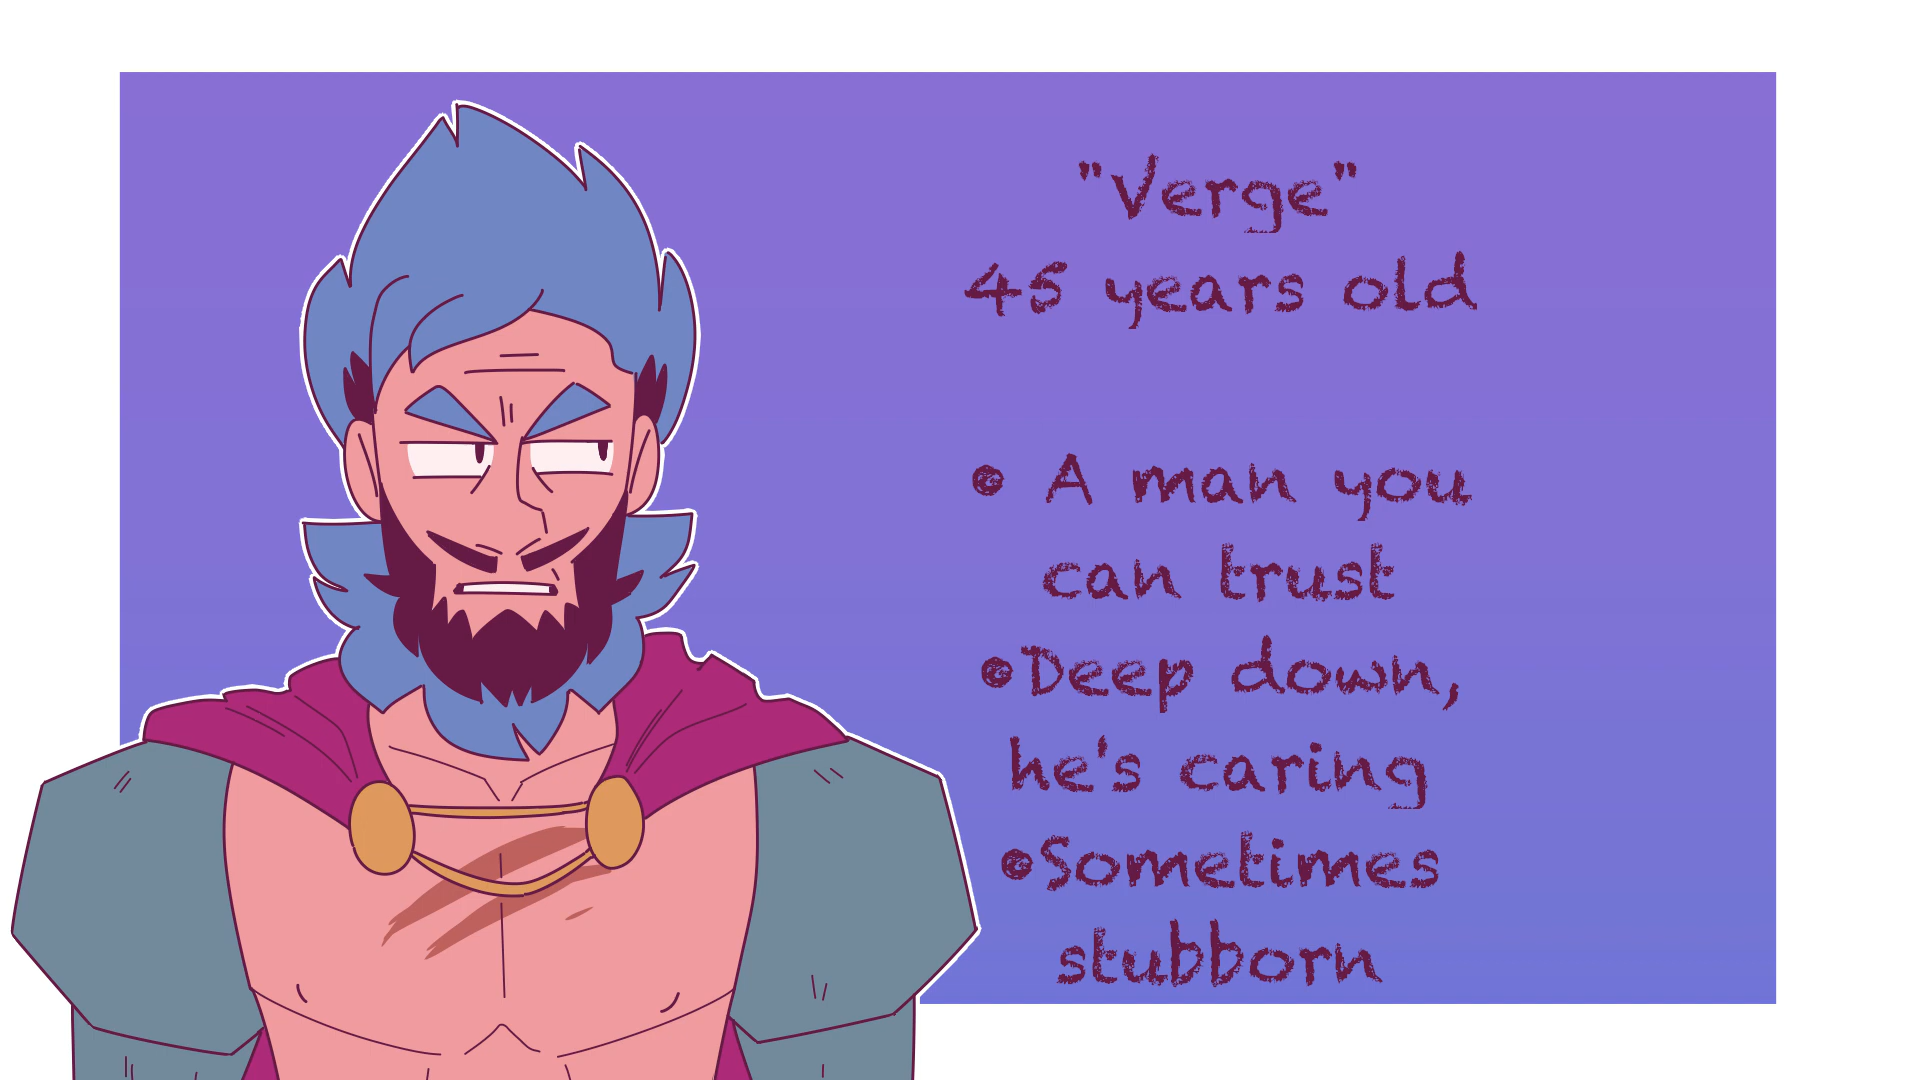 "Verge"
45 years old
• A man you
can trust
•Deep down,
he's caring
•Sometimes
stubborn